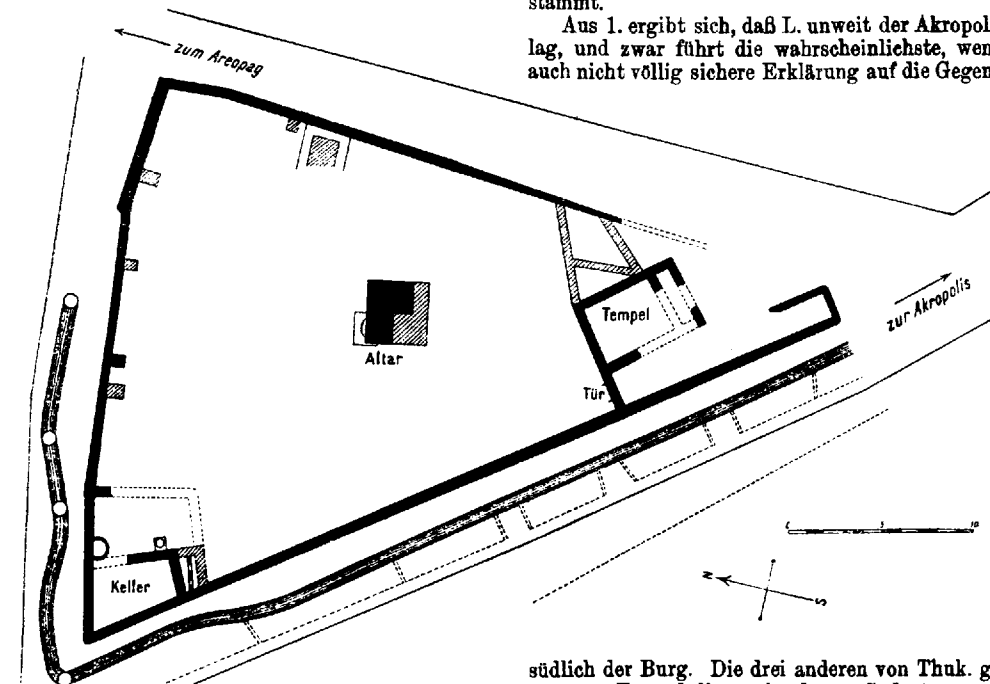 stammt.
Aus 1. ergibt sich, daß L. unweit der Akropol
lag, und zwar führt die wahrscheinlichste, wen
auch nicht völlig sichere Erklärung auf die Gegen
zum Areopag
zur Akropolis
Tempel
Altar
Tür
Keller
5
10
N
S
südlich der Burg. Die drei anderen von Thuk. g